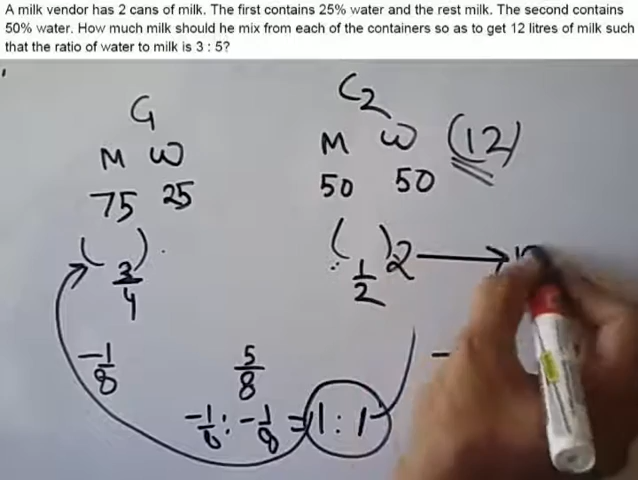 A milk vendor has 2 cans of milk. The first contains 25% water and the rest milk. The second contains
50% water. How much milk should he mix from each of the containers so as to get 12 litres of milk such
that the ratio of water to milk is 3 : 5?
C1 C2
M W M W (12)
75 25 50 50
( 3/4 ) ( 1/2 ) 2 →
-1/8 5/8 -
-1/8 : -1/8 = 1 : 1